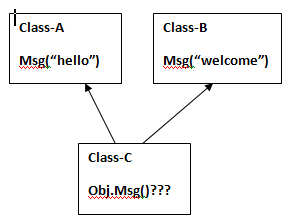 Class-A
Msg(“hello”)
Class-B
Msg(“welcome”)
Class-C
Obj.Msg()???